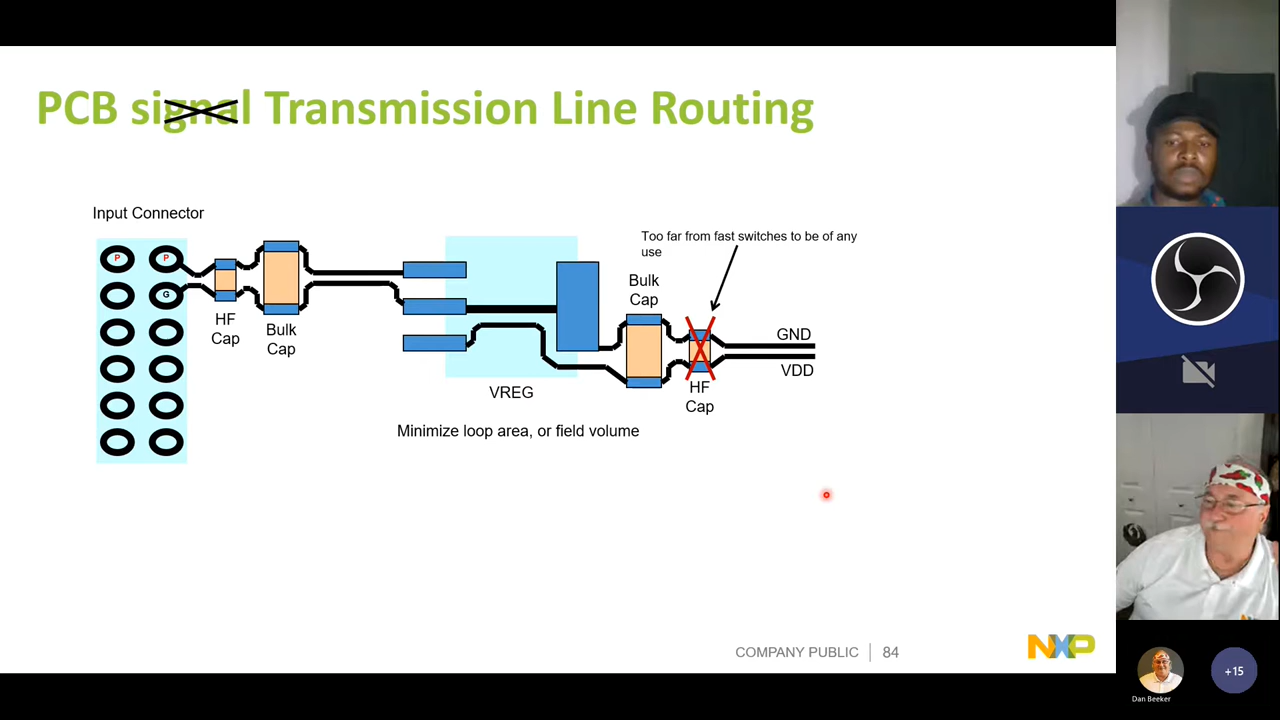 PCB signal Transmission Line Routing
Input Connector
P
P
G
HF
Cap
Bulk
Cap
VREG
Minimize loop area, or field volume
Too far from fast switches to be of any
use
Bulk
Cap
HF
Cap
GND
VDD
COMPANY PUBLIC
84
NXP
Dan Beeker
+15